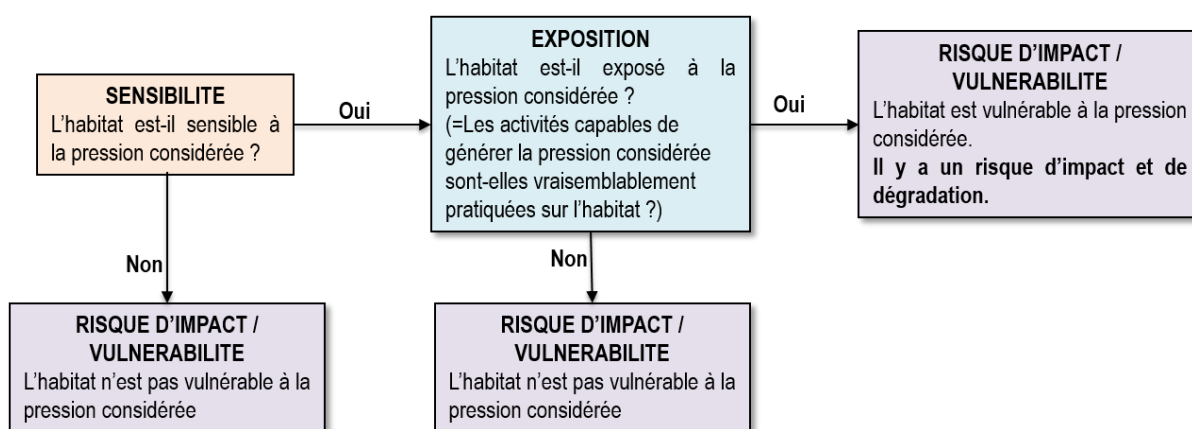 SENSIBILITE
L'habitat est-il sensible à
la pression considérée ?
Oui
EXPOSITION
L'habitat est-il exposé à la
pression considérée ?
(=Les activités capables de
générer la pression considérée
sont-elles vraisemblablement
pratiquées sur l'habitat ?)
Oui
RISQUE D'IMPACT /
VULNERABILITE
L'habitat est vulnérable à la pression
considérée.
Il y a un risque d'impact et de
dégradation.
Non
RISQUE D'IMPACT /
VULNERABILITE
L'habitat n'est pas vulnérable à la
pression considérée
Non
RISQUE D'IMPACT /
VULNERABILITE
L'habitat n'est pas vulnérable à la
pression considérée